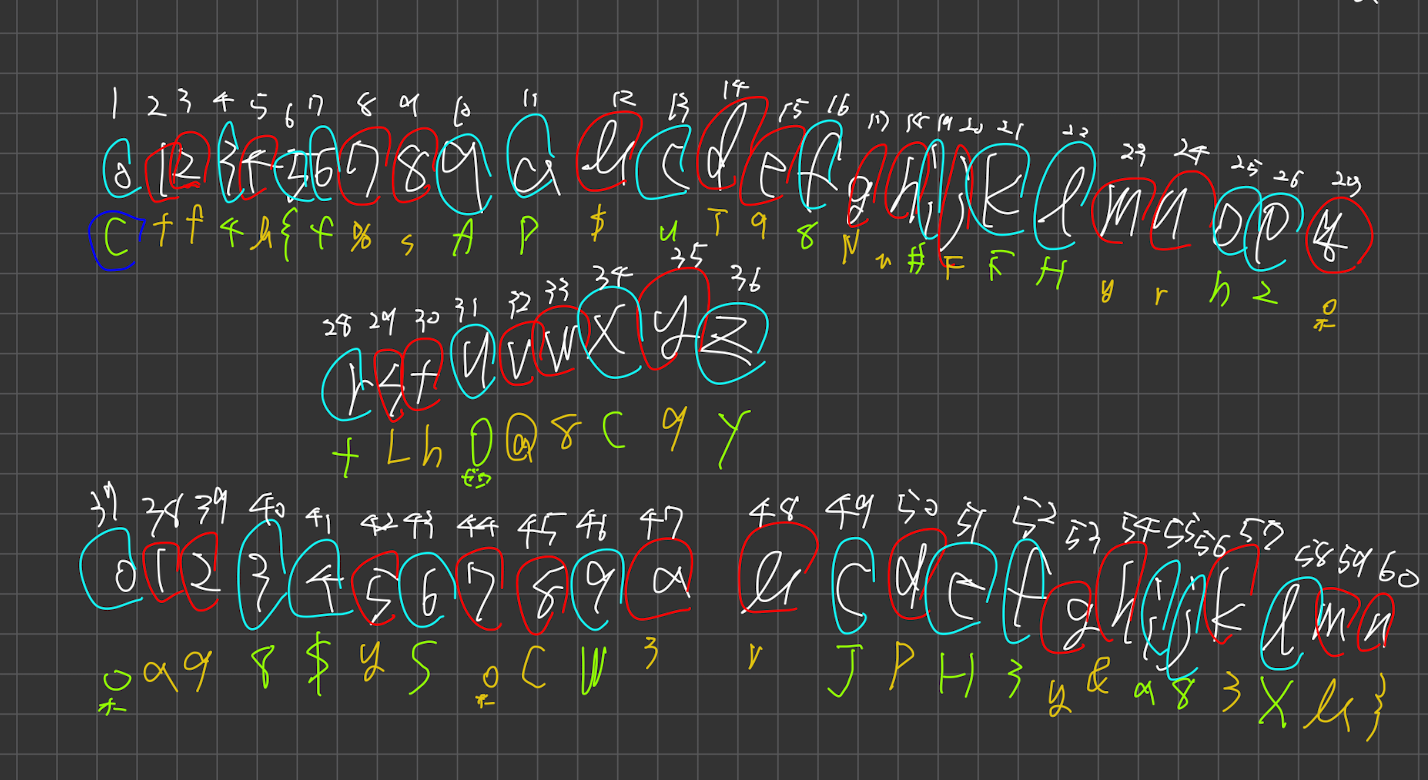 1 2 3 4 5 6 7 8 9 10 11 12 13 14 15 16 17 18 19 20 21 22 23 24 25 26 27
0 1 2 3 4 5 6 7 8 9 a b c d e f g h i j k l m n o p q
C t f 4 h { f % s A P $ u T 9 8 N n # F F H y r h 2 0
28 29 30 31 32 33 34 35 36
r s t u v w x y z
t L h 0 @ 8 C 9 Y
37 38 39 40 41 42 43 44 45 46 47 48 49 50 51 52 53 54 55 56 57 58 59 60
0 1 2 3 4 5 6 7 8 9 a b c d e f g h i j k l m n
0 a 9 8 $ y S 0 C W 3 v J P H 3 y & a 8 3 X u }